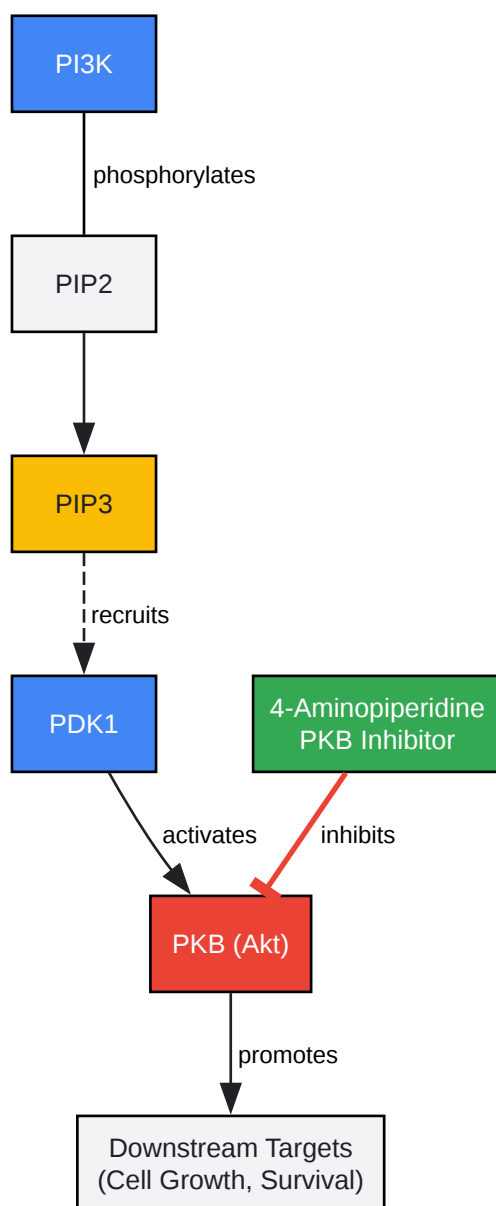 PI3K
phosphorylates
PIP2
PIP3
recruits
PDK1
4-Aminopiperidine
PKB Inhibitor
activates
inhibits
PKB (Akt)
promotes
Downstream Targets
(Cell Growth, Survival)